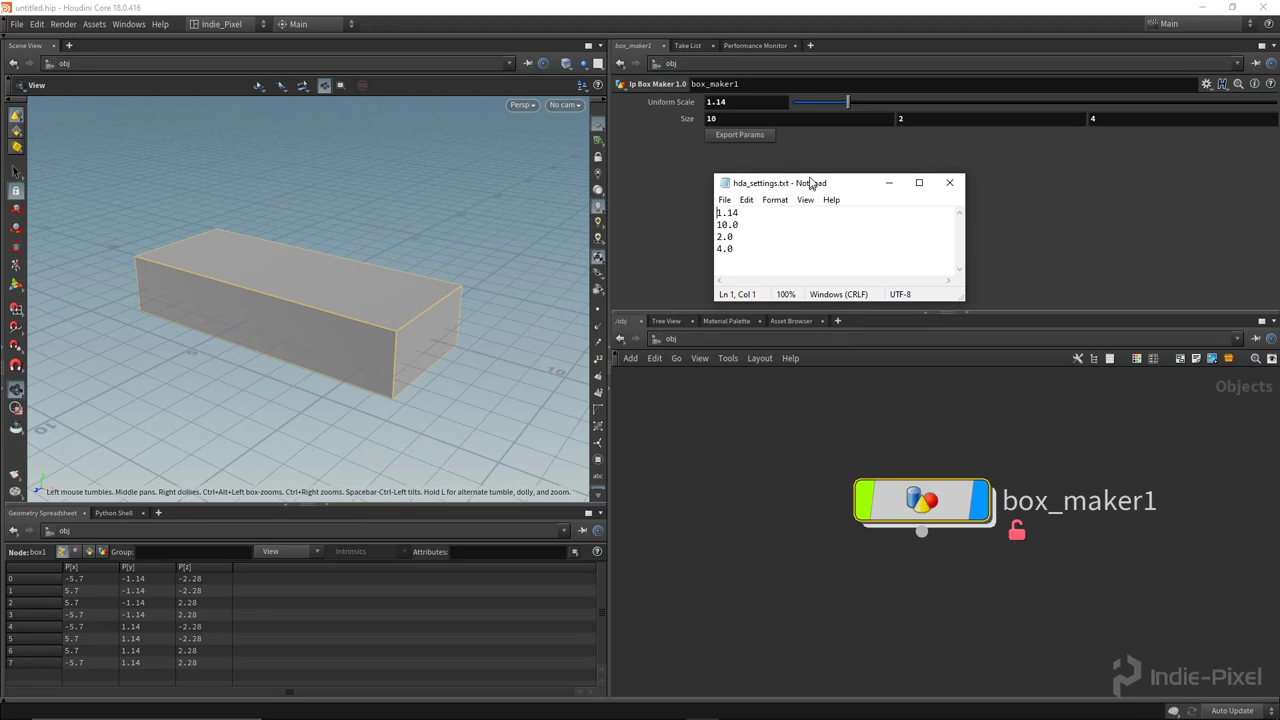 untitled.hip - Houdini Core 18.0.416
File Edit Render Assets Windows Help Indie_Pixel Main Main
Scene View
obj
View
Persp No cam
Left mouse tumbles. Middle pans. Right dollies. Ctrl+Alt+Left box-zooms. Ctrl+Right zooms. Spacebar-Ctrl-Left tilts. Hold L for alternate tumble, dolly, and zoom.
10
10
box_maker1 Take List Performance Monitor
obj
Ip Box Maker 1.0 box_maker1
Uniform Scale 1.14
Size 10 2 4
Export Params
hda_settings.txt - Notepad
File Edit Format View Help
1.14
10.0
2.0
4.0
Ln 1, Col 1 100% Windows (CRLF) UTF-8
/obj Tree View Material Palette Asset Browser
obj
Add Edit Go View Tools Layout Help
Objects
box_maker1
Geometry Spreadsheet Python Shell
obj
Node: box1 Group: View Intrinsics Attributes:
P[x] P[y] P[z]
0 -5.7 -1.14 -2.28
1 5.7 -1.14 -2.28
2 5.7 -1.14 2.28
3 -5.7 -1.14 2.28
4 -5.7 1.14 -2.28
5 5.7 1.14 -2.28
6 5.7 1.14 2.28
7 -5.7 1.14 2.28
Indie-Pixel
Auto Update